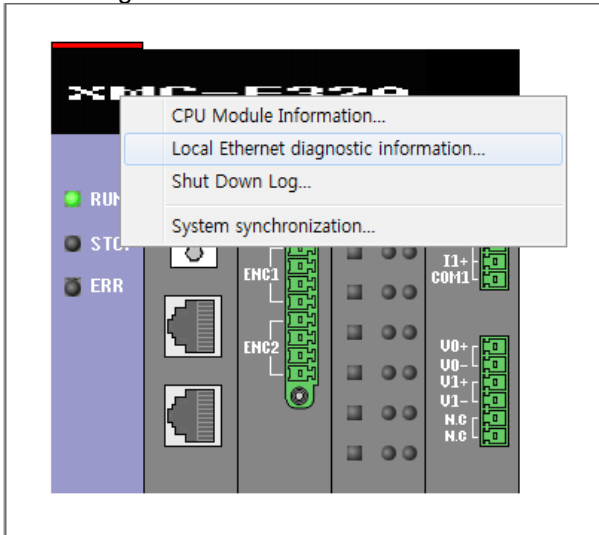 CPU Module Information...
Local Ethernet diagnostic information...
Shut Down Log...
System synchronization...
RUN
ERR
ENC1
ENC2
I1+
COM1
V0+
V0-
V1+
V1-
N.C
N.C